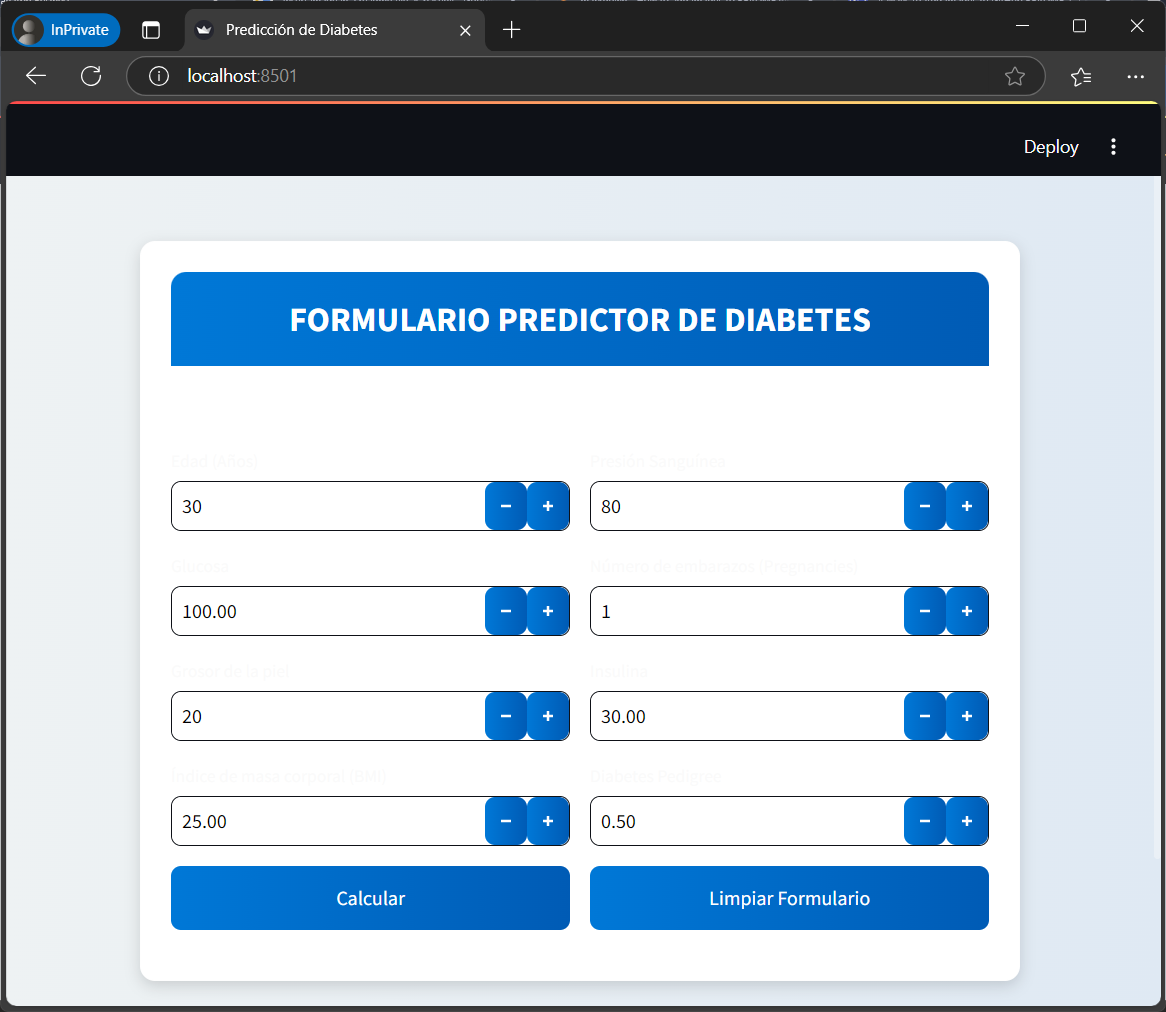 InPrivate
Predicción de Diabetes
localhost:8501
Deploy
FORMULARIO PREDICTOR DE DIABETES
Edad (Años)
Presión Sanguínea
30
80
Glucosa
Número de embarazos (Pregnancies)
100.00
1
Grosor de la piel
Insulina
20
30.00
Índice de masa corporal (BMI)
Diabetes Pedigree
25.00
0.50
Calcular
Limpiar Formulario